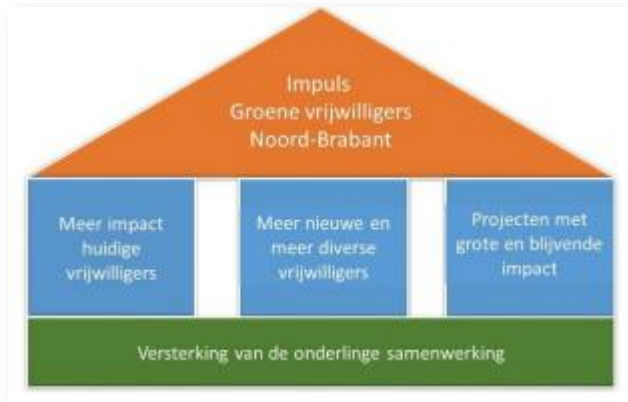 Impuls
Groene vrijwilligers
Noord-Brabant
Meer impact
huidige
vrijwilligers
Meer nieuwe en
meer diverse
vrijwilligers
Projecten met
grote en blijvende
impact
Versterking van de onderlinge samenwerking